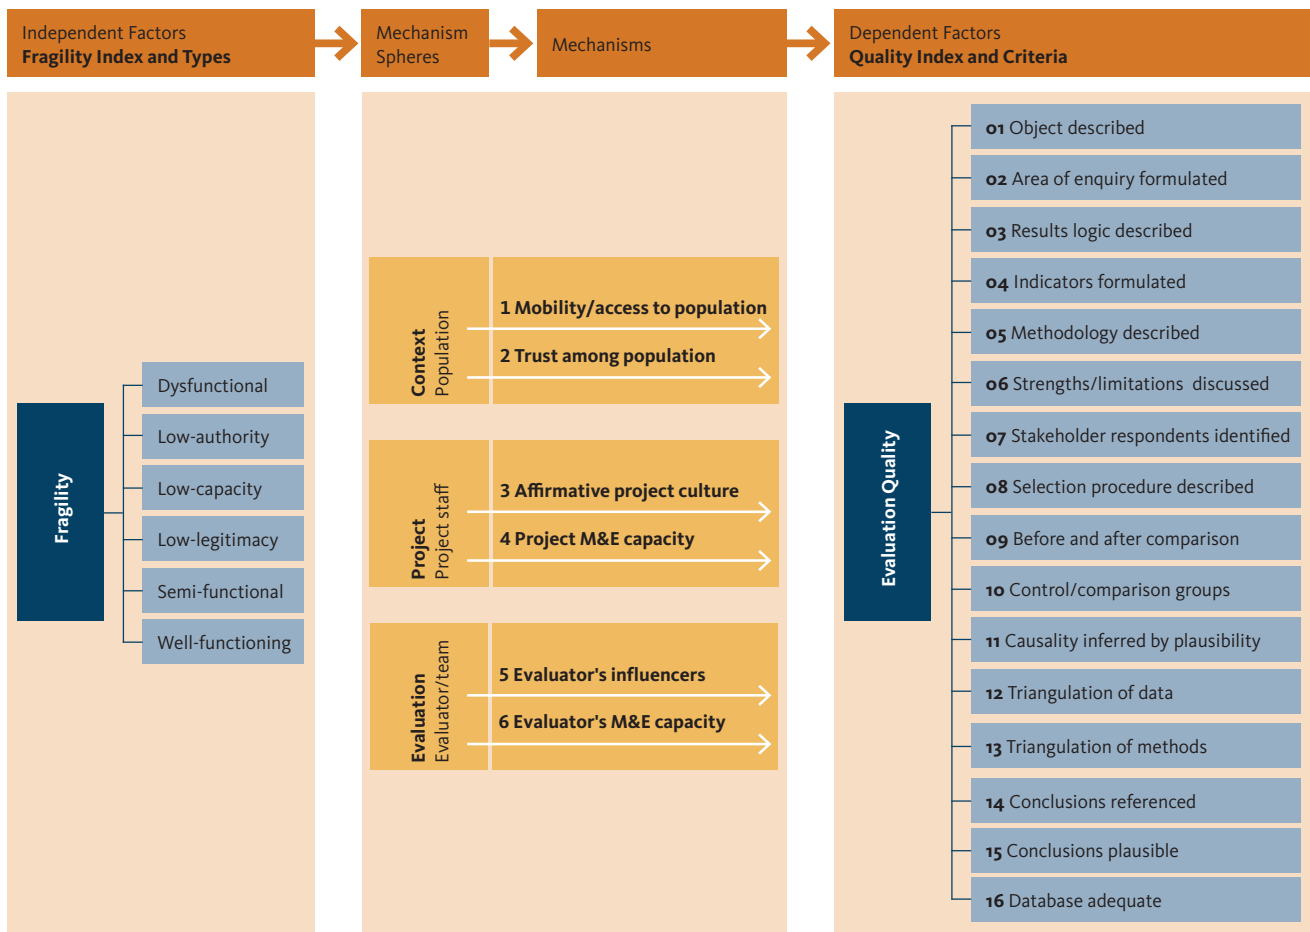 Independent Factors
Fragility Index and Types
Mechanism
Spheres
Mechanisms
Dependent Factors
Quality Index and Criteria
Fragility
Dysfunctional
Low-authority
Low-capacity
Low-legitimacy
Semi-functional
Well-functioning
Context
Population
1 Mobility/access to population
2 Trust among population
Project
Project staff
3 Affirmative project culture
4 Project M&E capacity
Evaluation
Evaluator/team
5 Evaluator's influencers
6 Evaluator's M&E capacity
Evaluation Quality
01 Object described
02 Area of enquiry formulated
03 Results logic described
04 Indicators formulated
05 Methodology described
06 Strengths/limitations discussed
07 Stakeholder respondents identified
08 Selection procedure described
09 Before and after comparison
10 Control/comparison groups
11 Causality inferred by plausibility
12 Triangulation of data
13 Triangulation of methods
14 Conclusions referenced
15 Conclusions plausible
16 Database adequate